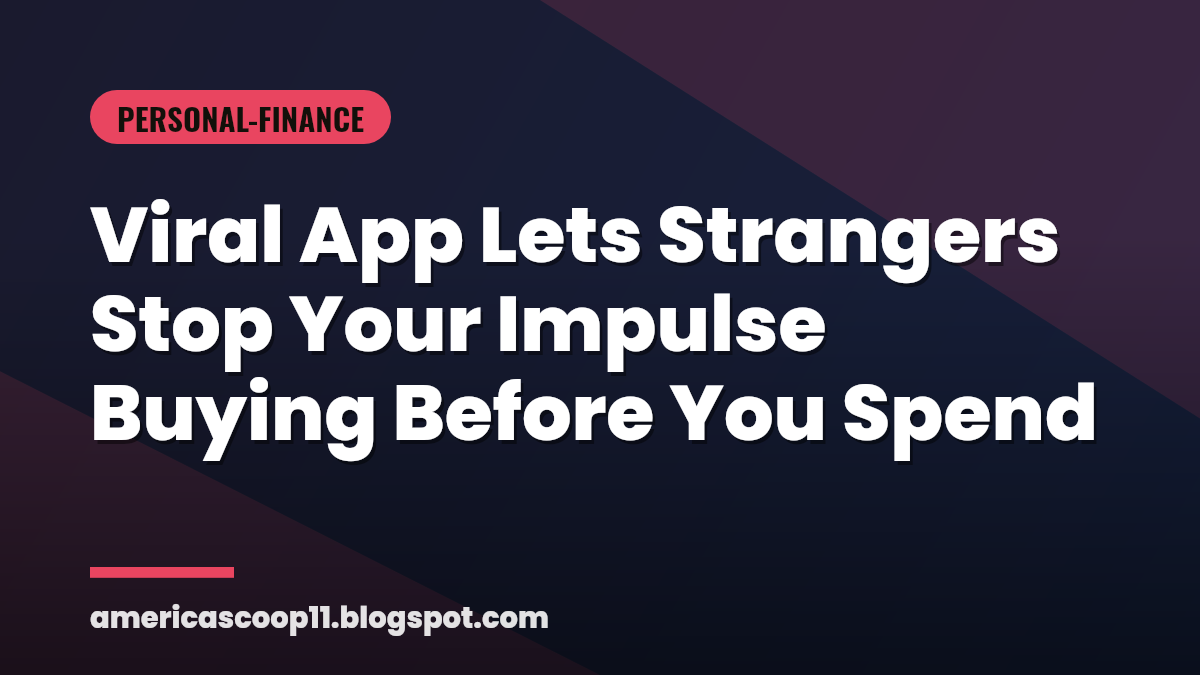 PERSONAL-FINANCE
Viral App Lets Strangers
Stop Your Impulse
Buying Before You Spend
americascoop11.blogspot.com